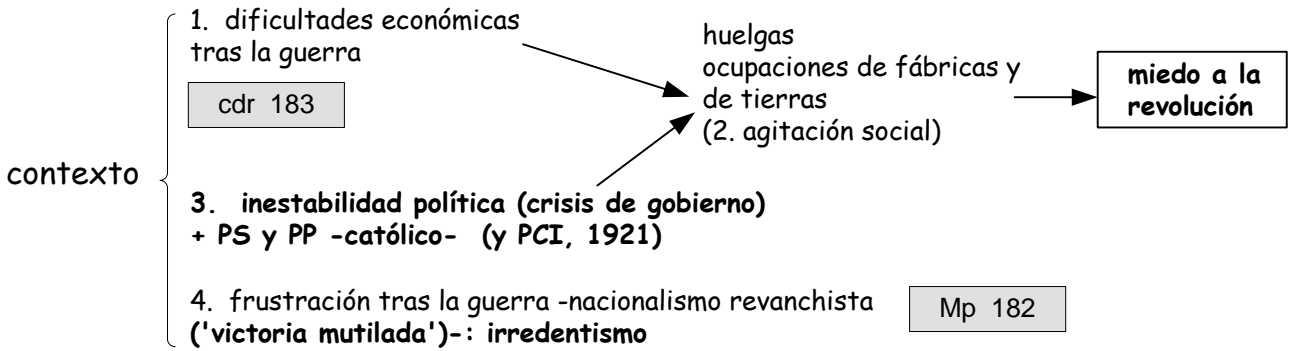 contexto
1. dificultades económicas
tras la guerra
cdr 183
huelgas
ocupaciones de fábricas y
de tierras
(2. agitación social)
miedo a la
revolución
3. inestabilidad política (crisis de gobierno)
+ PS y PP -católico- (y PCI, 1921)
4. frustración tras la guerra -nacionalismo revanchista
('victoria mutilada')-: irredentismo
Mp 182